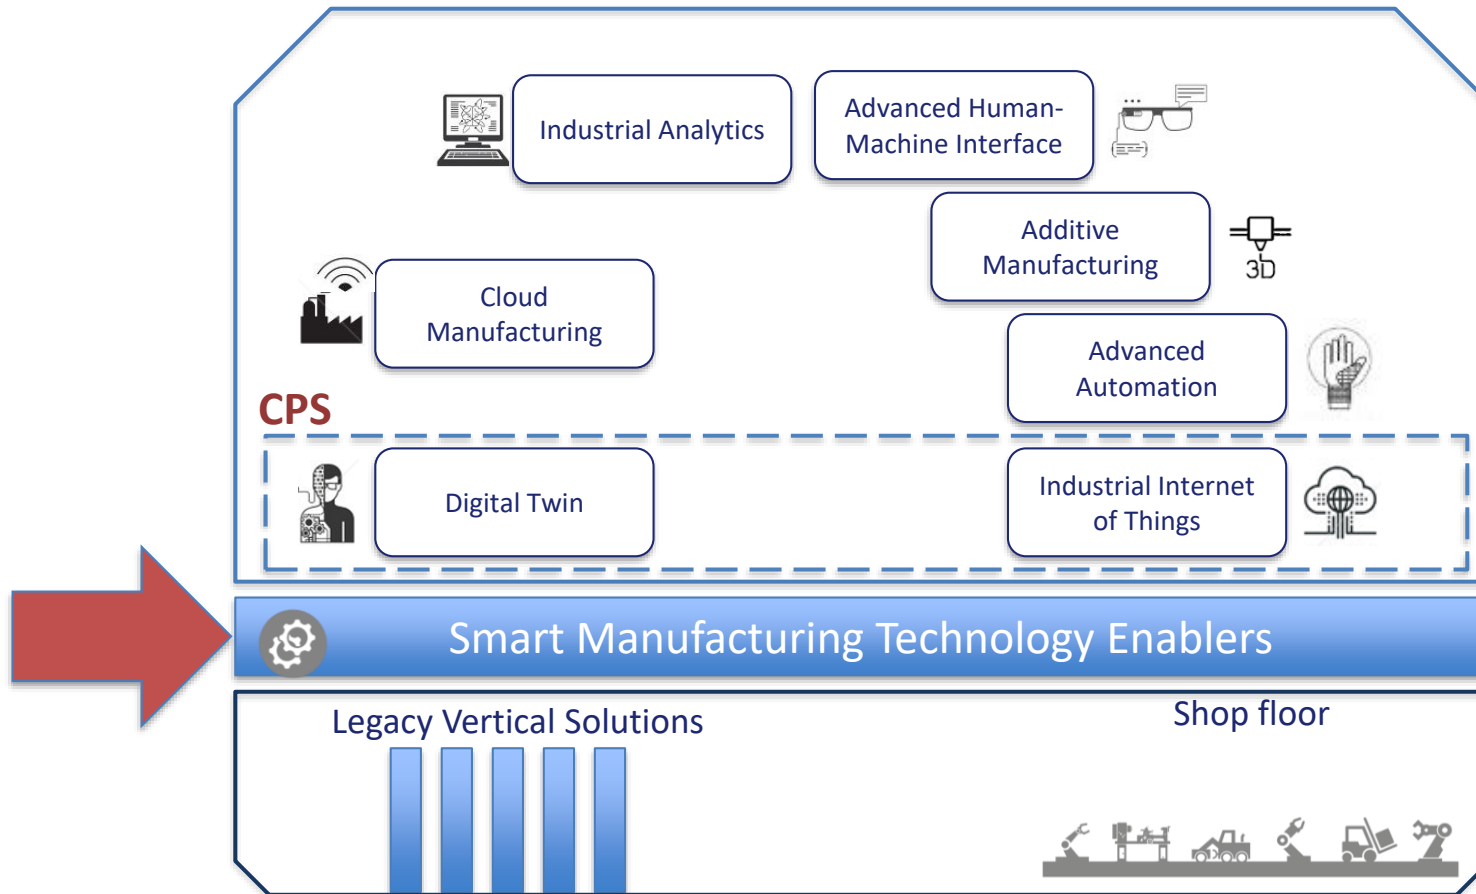 Industrial Analytics
Advanced Human-
Machine Interface
Additive
Manufacturing
3D
Cloud
Manufacturing
Advanced
Automation
CPS
Digital Twin
Industrial Internet
of Things
Smart Manufacturing Technology Enablers
Legacy Vertical Solutions
Shop floor